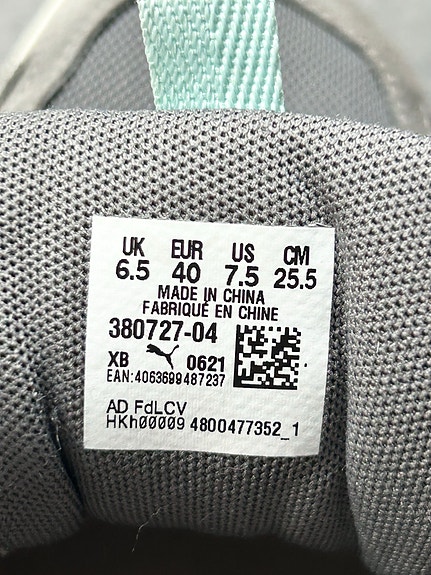 UK EUR US CM
6.5 40 7.5 25.5
MADE IN CHINA
FABRIQUÉ EN CHINE
380727-04
XB 0621
EAN:4063699487237
AD FdLCV
HKh00009 4800477352_1